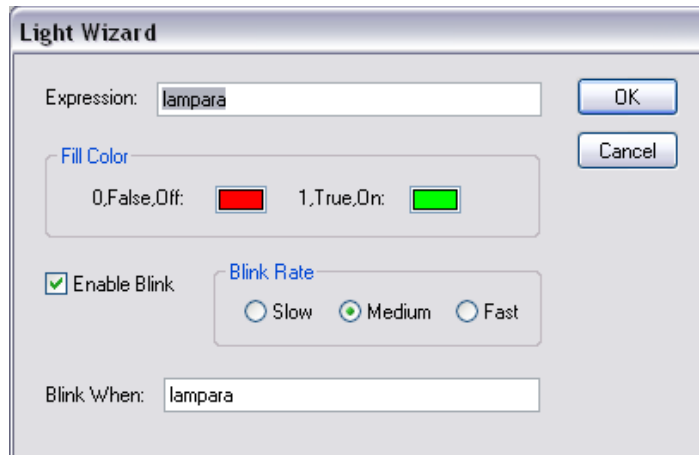 Light Wizard
Expression: lampara
OK
Cancel
Fill Color
0,False,Off: 1,True,On:
Enable Blink
Blink Rate
Slow Medium Fast
Blink When: lampara